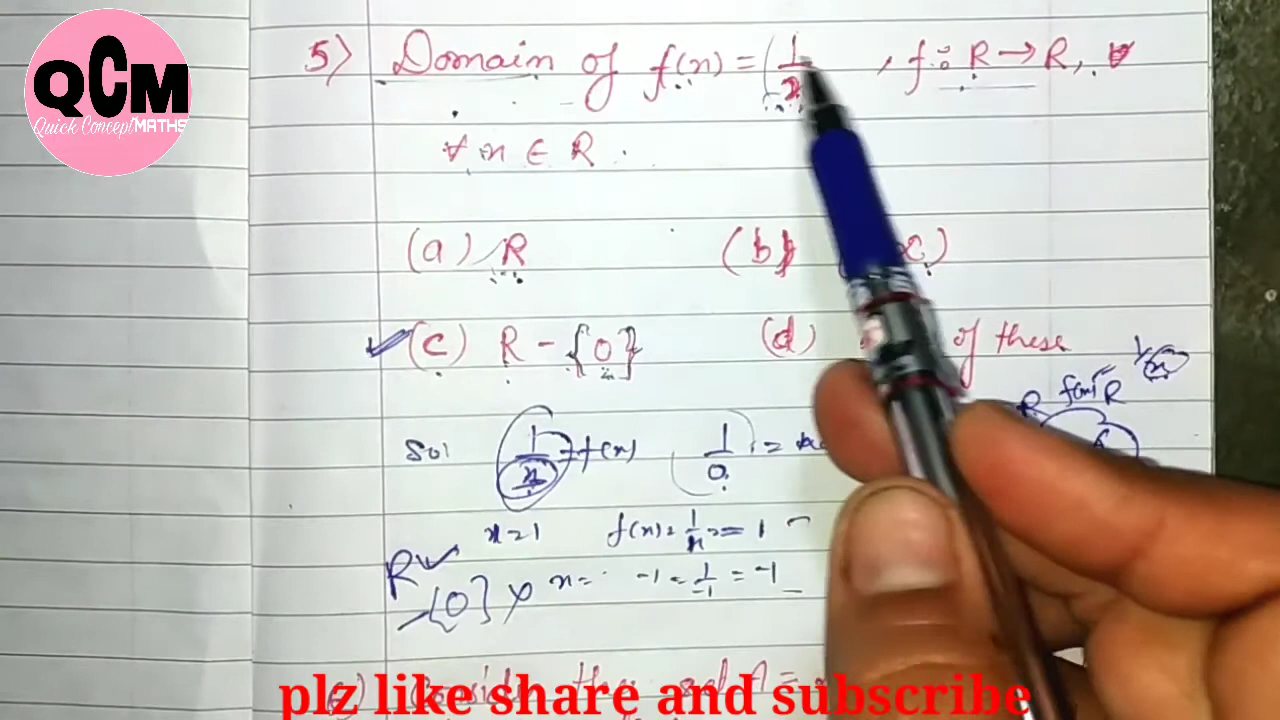 QCM
Quick Concept MATHS
5) Domain of f(x) = 1/x , f : R → R,
∀ x ∈ R .
(a) R (b)
(c) R - {0} (d) of these
Sol 1/x = f(x) 1/0 =
x = 1 f(x) = 1/x = 1
R
{0} x = -1 = 1/-1 = -1
f(x) = 1/x
R R
plz like share and subscribe